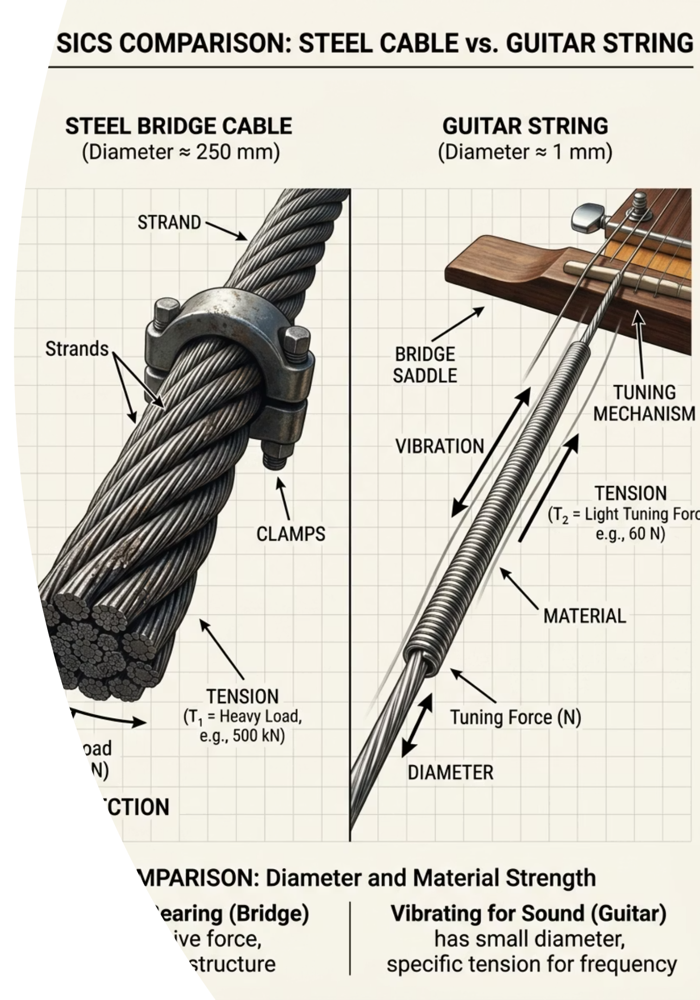 SICS COMPARISON: STEEL CABLE vs. GUITAR STRING
STEEL BRIDGE CABLE
(Diameter ≈ 250 mm)
GUITAR STRING
(Diameter ≈ 1 mm)
STRAND
Strands
CLAMPS
TENSION
(T₁ = Heavy Load,
e.g., 500 kN)
oad
N)
CTION
BRIDGE
SADDLE
TUNING
MECHANISM
VIBRATION
TENSION
(T₂ = Light Tuning Forc
e.g., 60 N)
MATERIAL
Tuning Force (N)
DIAMETER
MPARISON: Diameter and Material Strength
earing (Bridge)
ive force,
structure
Vibrating for Sound (Guitar)
has small diameter,
specific tension for frequency